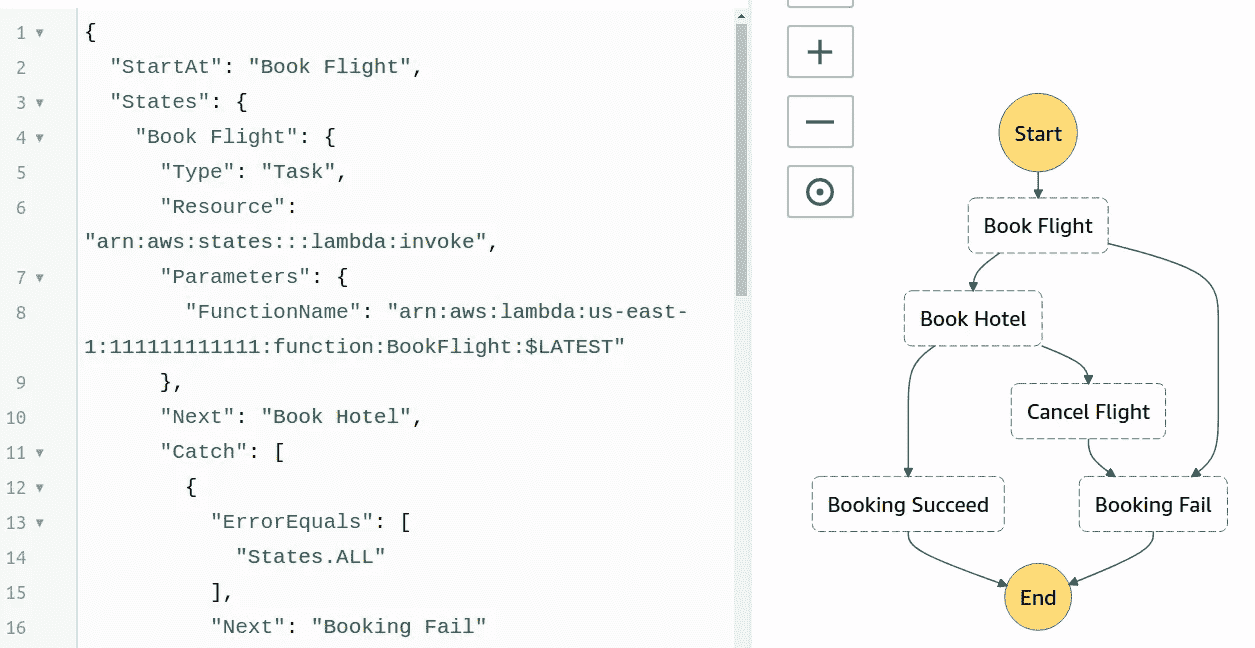 1 {
2 "StartAt": "Book Flight",
3 "States": {
4 "Book Flight": {
5 "Type": "Task",
6 "Resource":
"arn:aws:states:::lambda:invoke",
7 "Parameters": {
8 "FunctionName": "arn:aws:lambda:us-east-
1:111111111111:function:BookFlight:$LATEST"
9 },
10 "Next": "Book Hotel",
11 "Catch": [
12 {
13 "ErrorEquals": [
14 "States.ALL"
15 ],
16 "Next": "Booking Fail"
Start
Book Flight
Book Hotel
Cancel Flight
Booking Succeed
Booking Fail
End